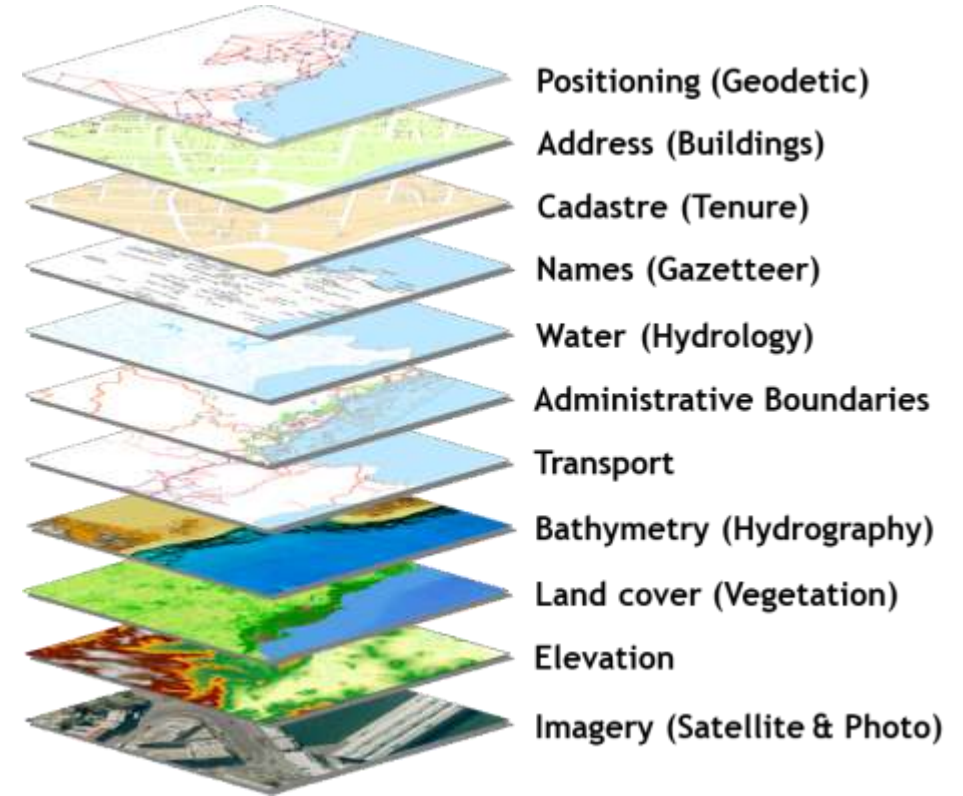 Positioning (Geodetic)
Address (Buildings)
Cadastre (Tenure)
Names (Gazetteer)
Water (Hydrology)
Administrative Boundaries
Transport
Bathymetry (Hydrography)
Land cover (Vegetation)
Elevation
Imagery (Satellite & Photo)